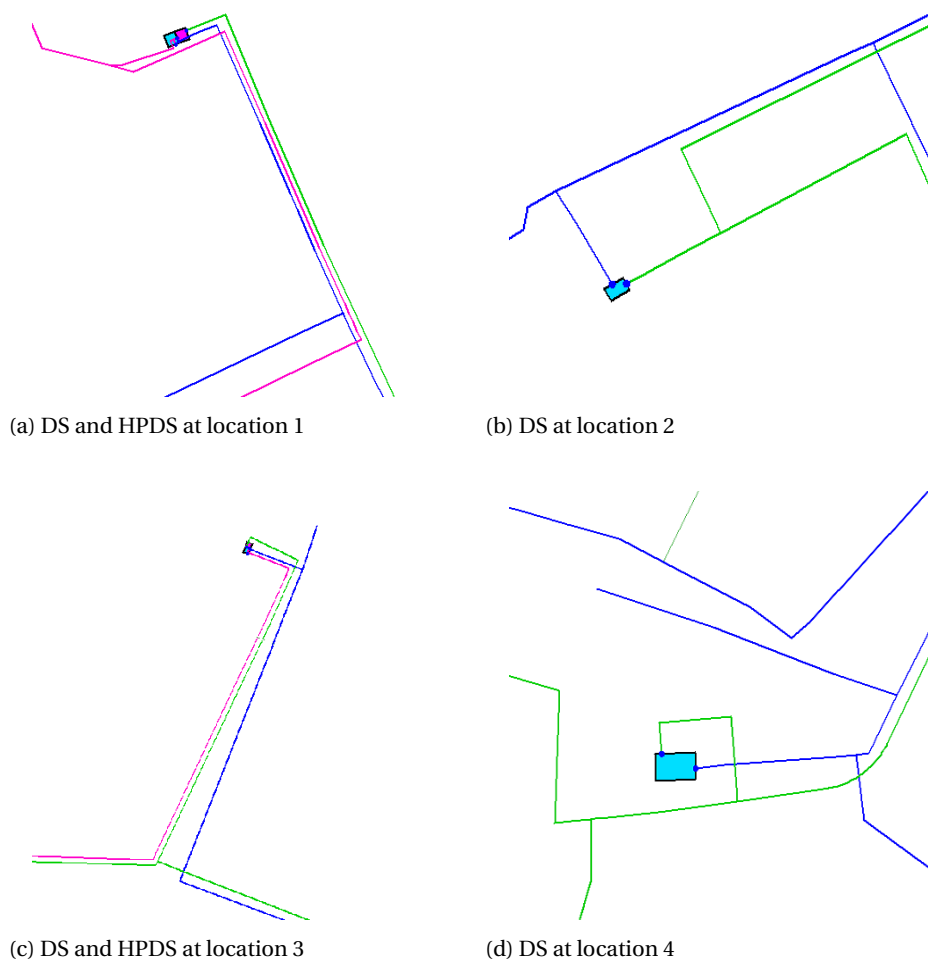 (a) DS and HPDS at location 1
(b) DS at location 2
(c) DS and HPDS at location 3
(d) DS at location 4